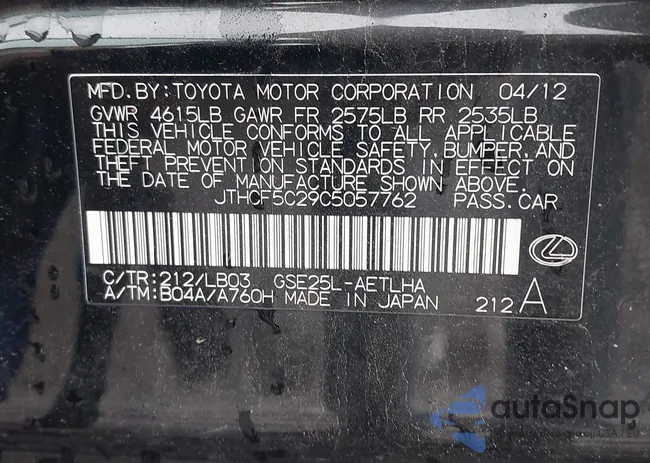 MFD. BY: TOYOTA MOTOR CORPORATION 04/12
GVWR 4615LB GAWR FR 2575LB RR 2535LB
THIS VEHICLE CONFORMS TO ALL APPLICABLE
FEDERAL MOTOR VEHICLE SAFETY, BUMPER, AND
THEFT PREVENTION STANDARDS IN EFFECT ON
THE DATE OF MANUFACTURE SHOWN ABOVE.
JTHCF5C29C5057762 PASS. CAR
C/TR: 212/LB03 GSE25L-AETLHA
A/TM: B04A/A760H MADE IN JAPAN 212 A
autoSnap